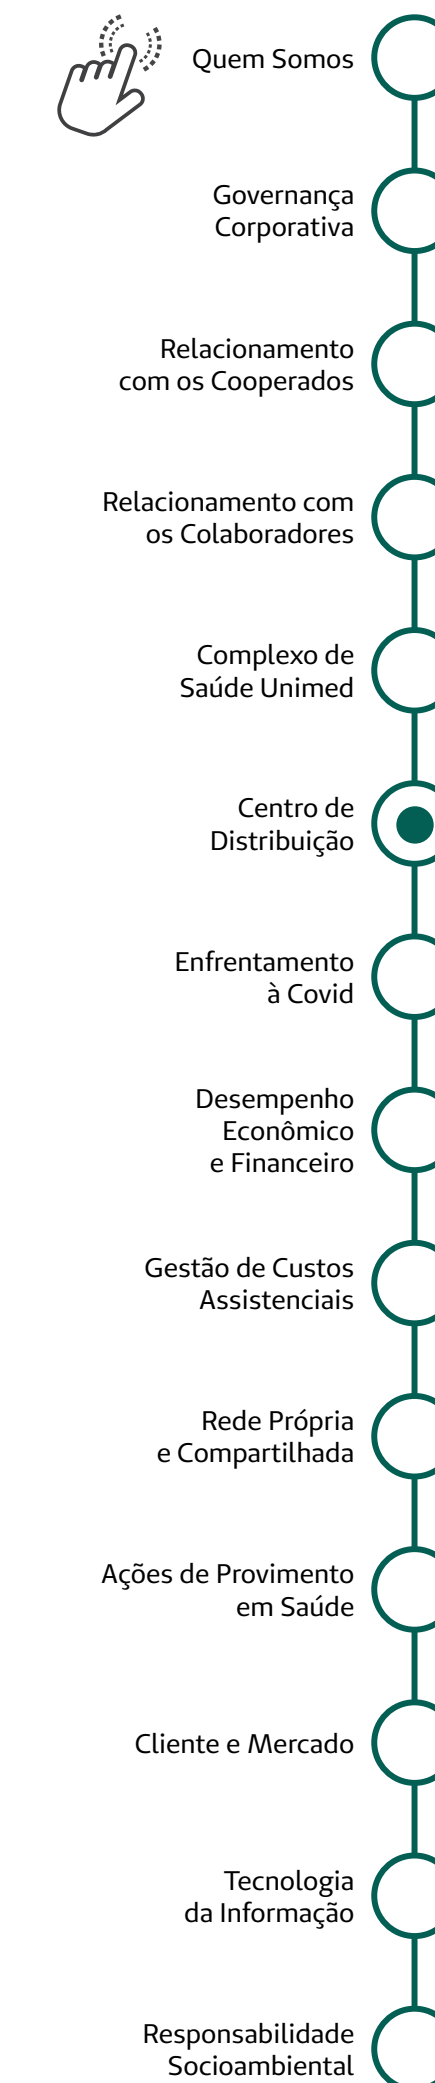 Quem Somos
Governança
Corporativa
Relacionamento
com os Cooperados
Relacionamento com
os Colaboradores
Complexo de
Saúde Unimed
Centro de
Distribuição
Enfrentamento
à Covid
Desempenho
Econômico
e Financeiro
Gestão de Custos
Assistenciais
Rede Própria
e Compartilhada
Ações de Provimento
em Saúde
Cliente e Mercado
Tecnologia
da Informação
Responsabilidade
Socioambiental